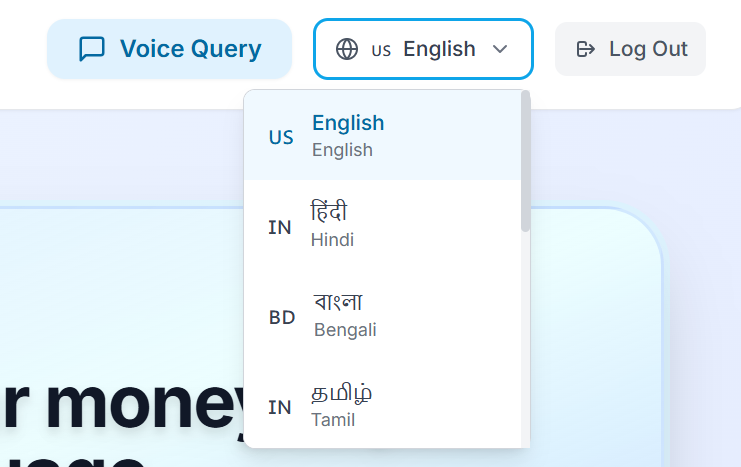 Voice Query
US English
Log Out
US
English
English
IN
हिंदी
Hindi
BD
বাংলা
Bengali
IN
தமிழ்
Tamil
r money